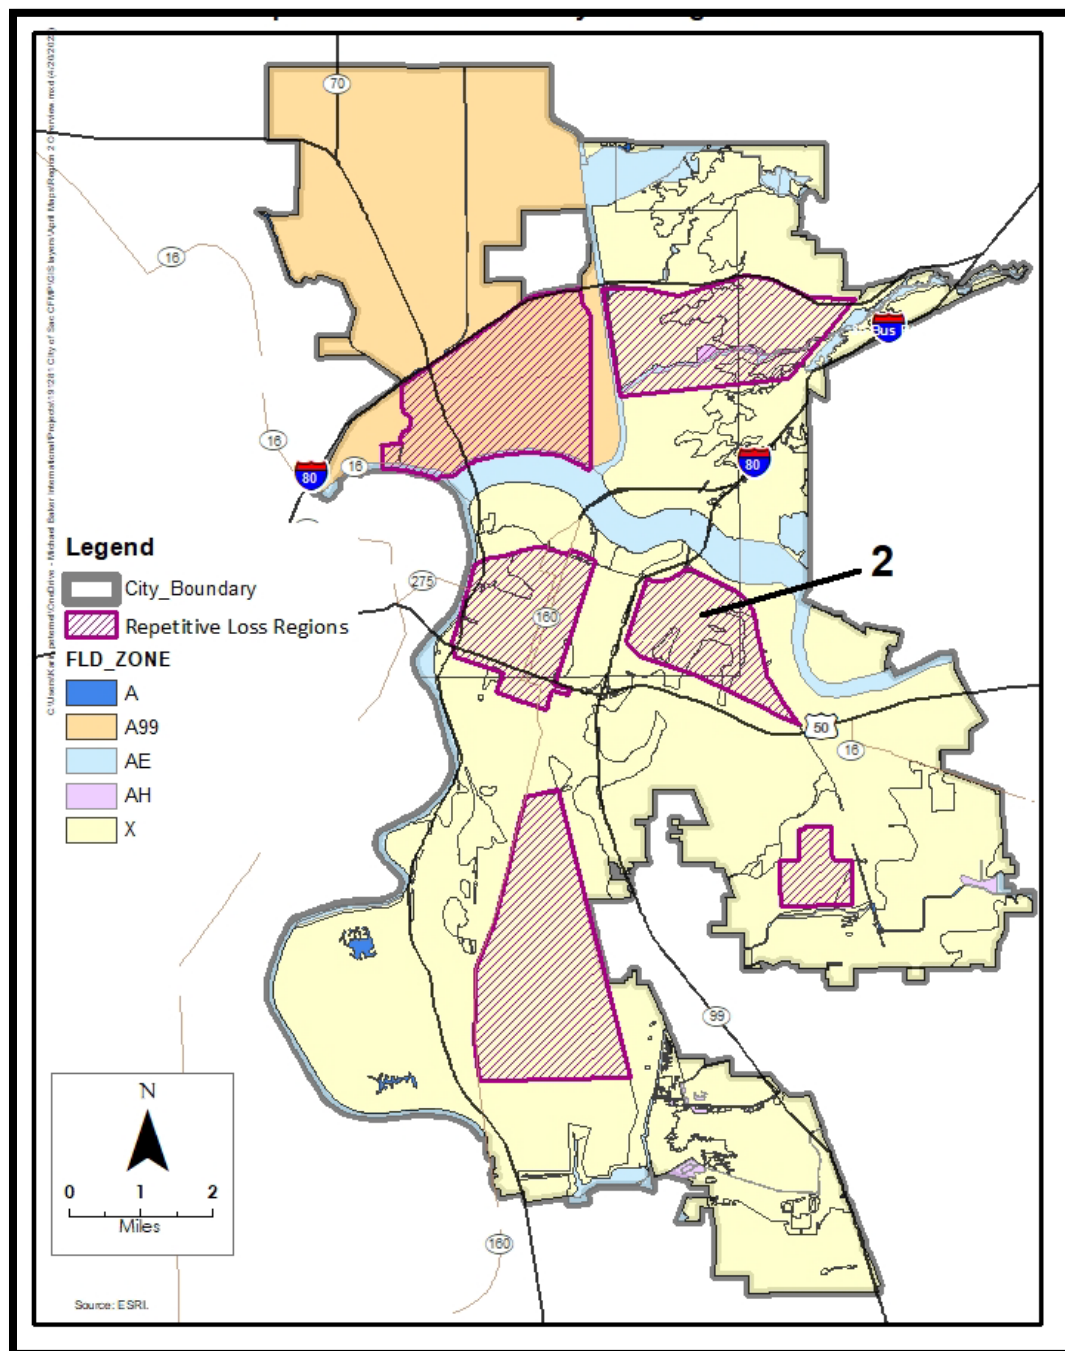 70
16
16
16
80
Bus
80
2
Legend
275
City_Boundary
160
Repetitive Loss Regions
FLD_ZONE
A
A99
50
AE
16
AH
X
99
N
0 1 2
Miles
160
Source: ESRI.